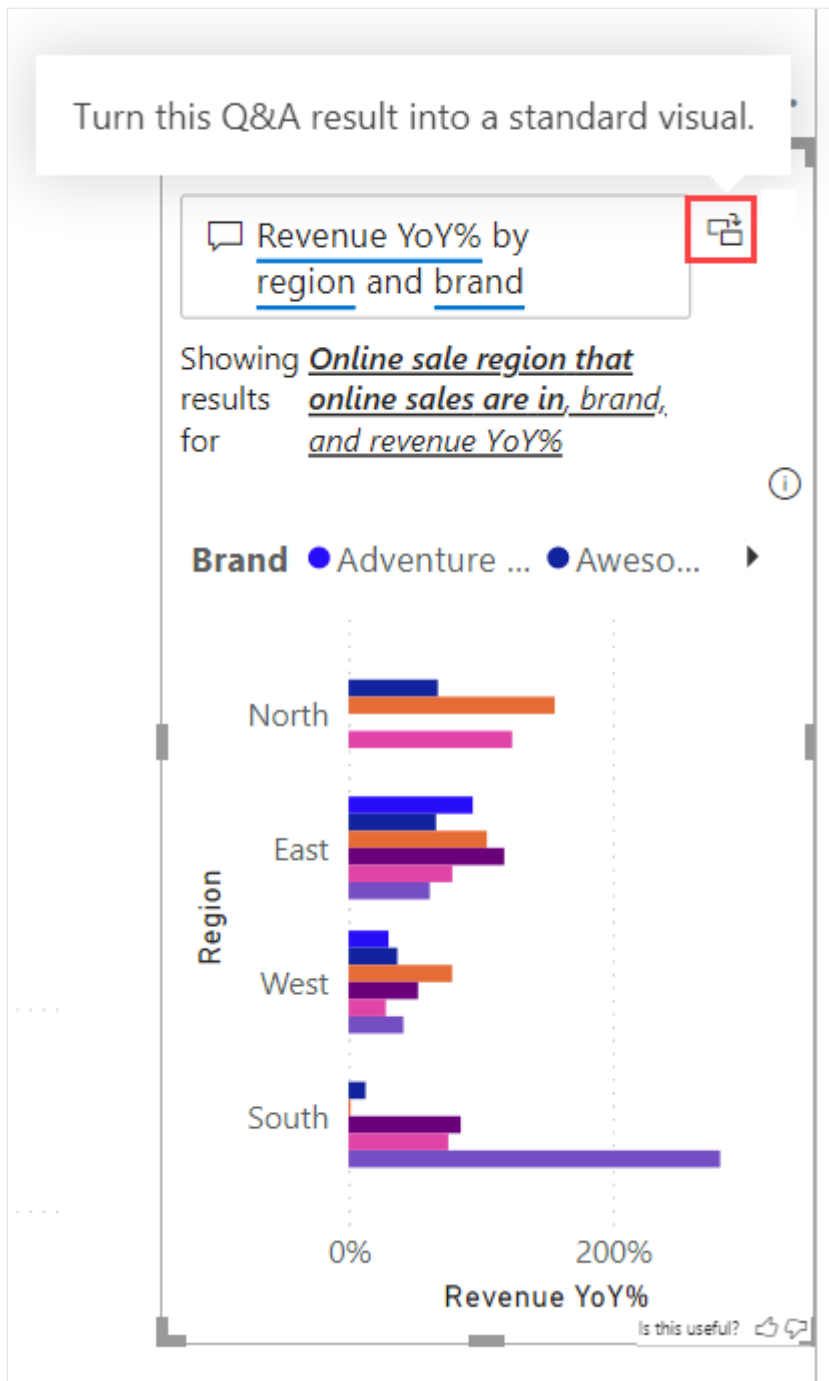 Turn this Q&A result into a standard visual.
Revenue YoY% by
region and brand
Showing results for
Online sale region that
online sales are in, brand,
and revenue YoY%
Brand Adventure ... Aweso...
North
East
West
South
Region
0% 200%
Revenue YoY%
Is this useful?